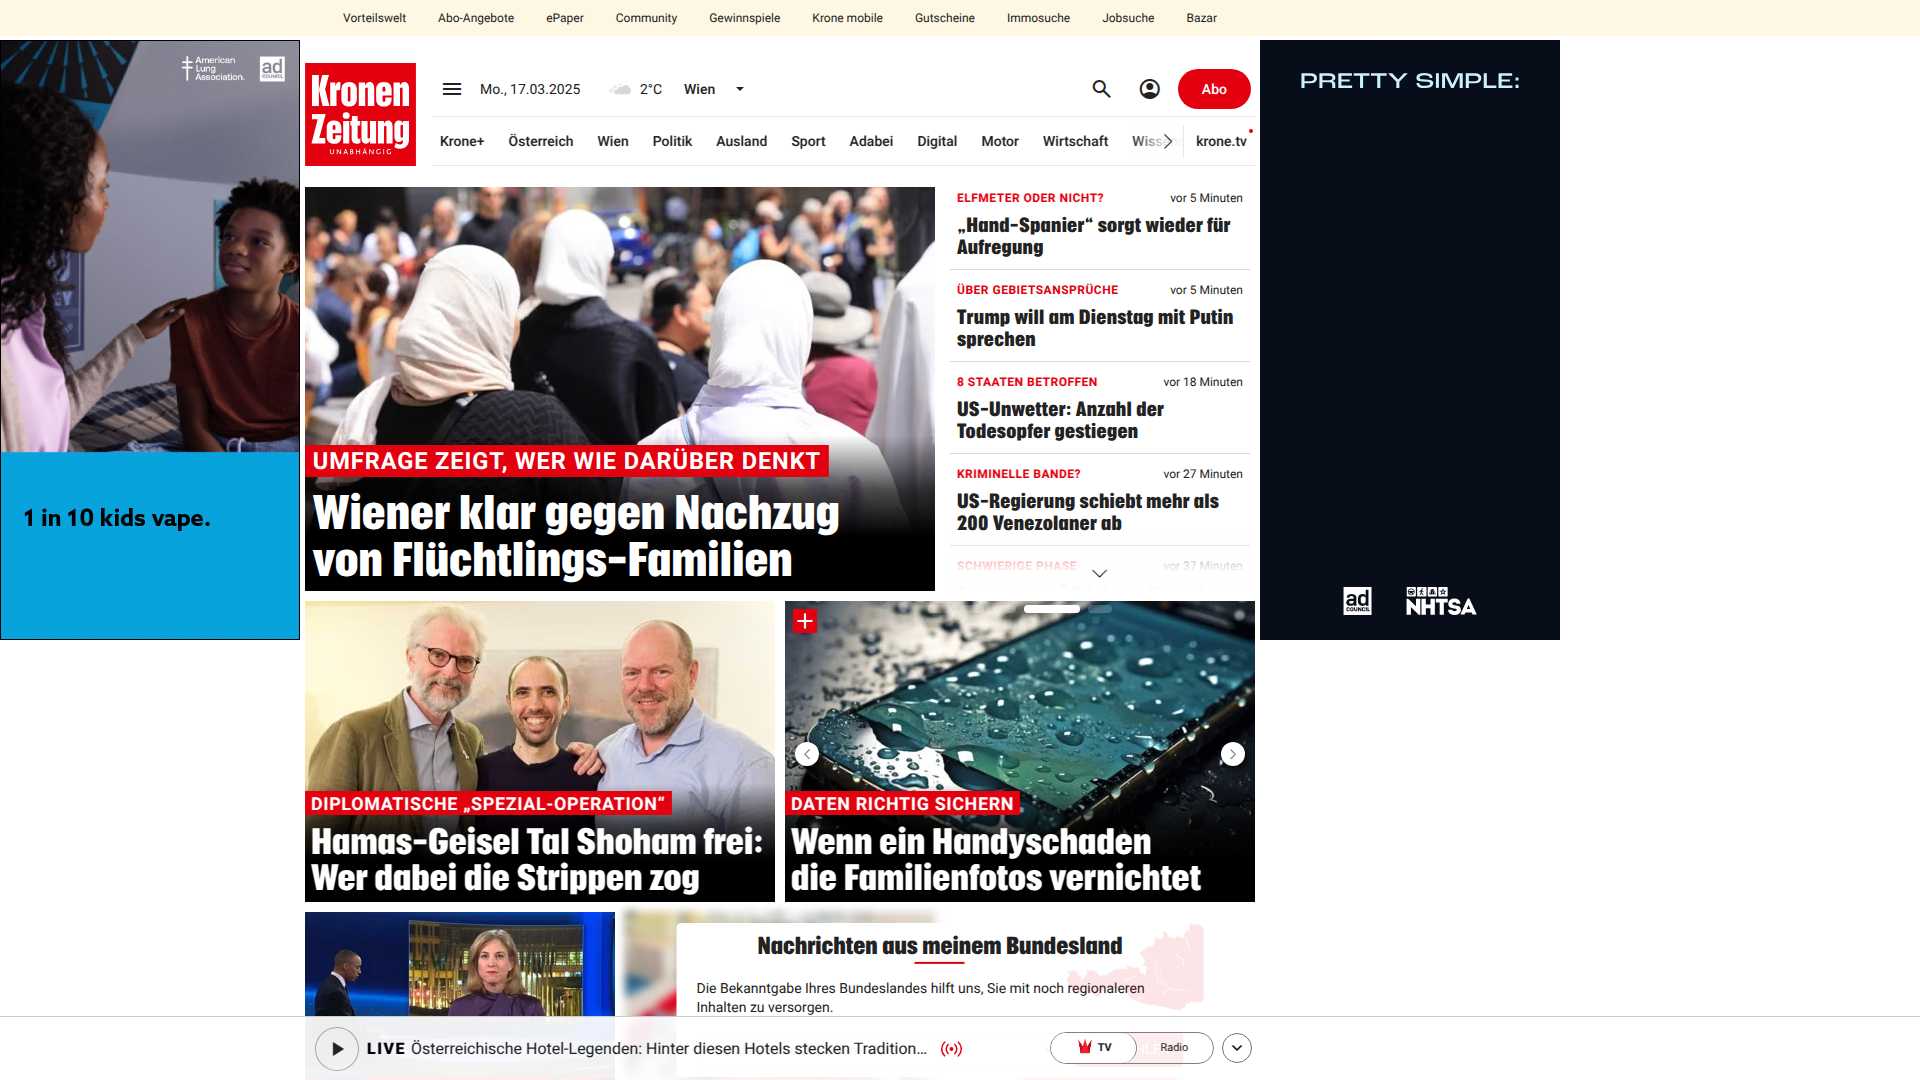 Vorteilswelt Abo-Angebote ePaper Community Gewinnspiele Krone mobile Gutscheine Immosuche Jobsuche Bazar
American
Lung
Association.
ad
COUNCIL
1 in 10 kids vape.
Kronen
Zeitung
UNABHÄNGIG
Mo., 17.03.2025 2°C Wien
Abo
Krone+ Österreich Wien Politik Ausland Sport Adabei Digital Motor Wirtschaft krone.tv
UMFRAGE ZEIGT, WER WIE DARÜBER DENKT
Wiener klar gegen Nachzug
von Flüchtlings-Familien
ELFMETER ODER NICHT? vor 5 Minuten
„Hand-Spanier“ sorgt wieder für
Aufregung
ÜBER GEBIETSANSPRÜCHE vor 5 Minuten
Trump will am Dienstag mit Putin
sprechen
8 STAATEN BETROFFEN vor 18 Minuten
US-Unwetter: Anzahl der
Todesopfer gestiegen
KRIMINELLE BANDE? vor 27 Minuten
US-Regierung schiebt mehr als
200 Venezolaner ab
SCHWIERIGE PHASE vor 37 Minuten
DIPLOMATISCHE „SPEZIAL-OPERATION“
Hamas-Geisel Tal Shoham frei:
Wer dabei die Strippen zog
DATEN RICHTIG SICHERN
Wenn ein Handyschaden
die Familienfotos vernichtet
Nachrichten aus meinem Bundesland
Die Bekanntgabe Ihres Bundeslandes hilft uns, Sie mit noch regionaleren
Inhalten zu versorgen.
LIVE Österreichische Hotel-Legenden: Hinter diesen Hotels stecken Tradition...
TV Radio
PRETTY SIMPLE:
ad
COUNCIL
NHTSA